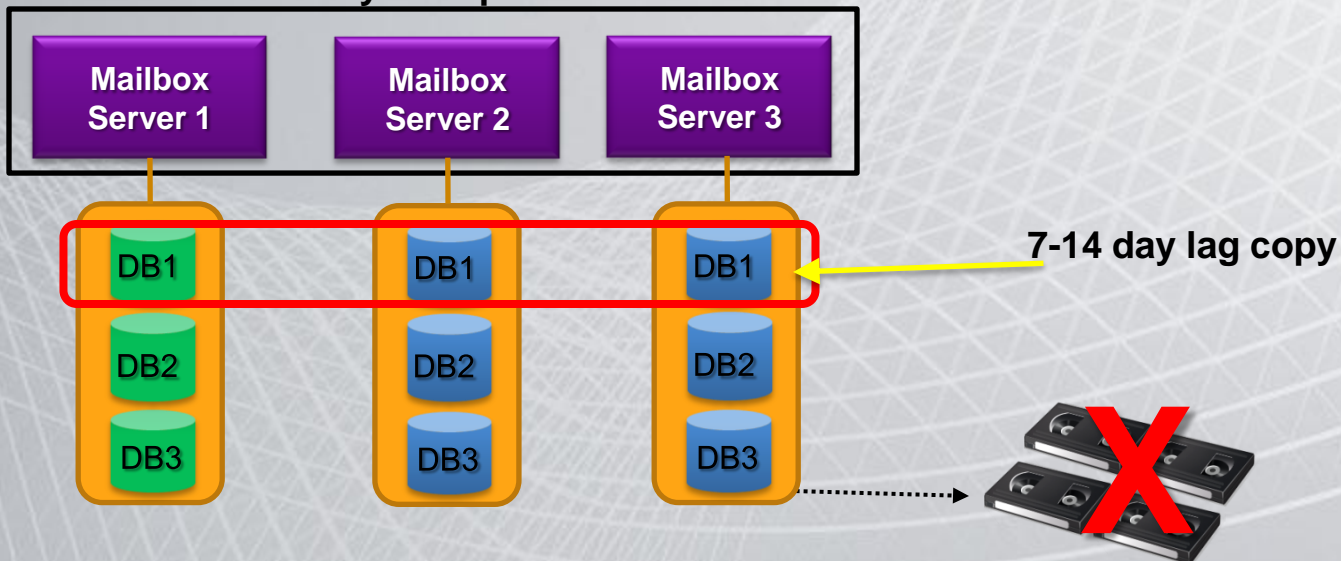 Mailbox
Server 1
Mailbox
Server 2
Mailbox
Server 3
DB1
DB1
DB1
7-14 day lag copy
DB2
DB2
DB2
DB3
DB3
DB3
X